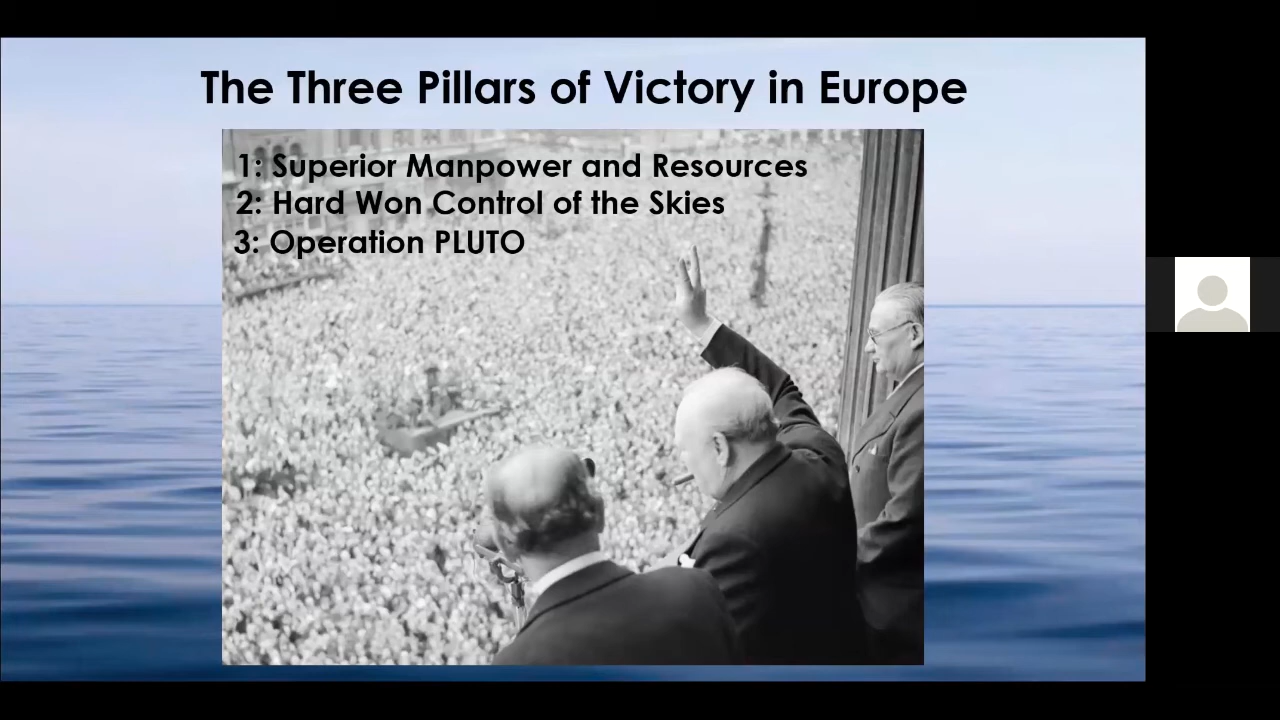 The Three Pillars of Victory in Europe
1: Superior Manpower and Resources
2: Hard Won Control of the Skies
3: Operation PLUTO